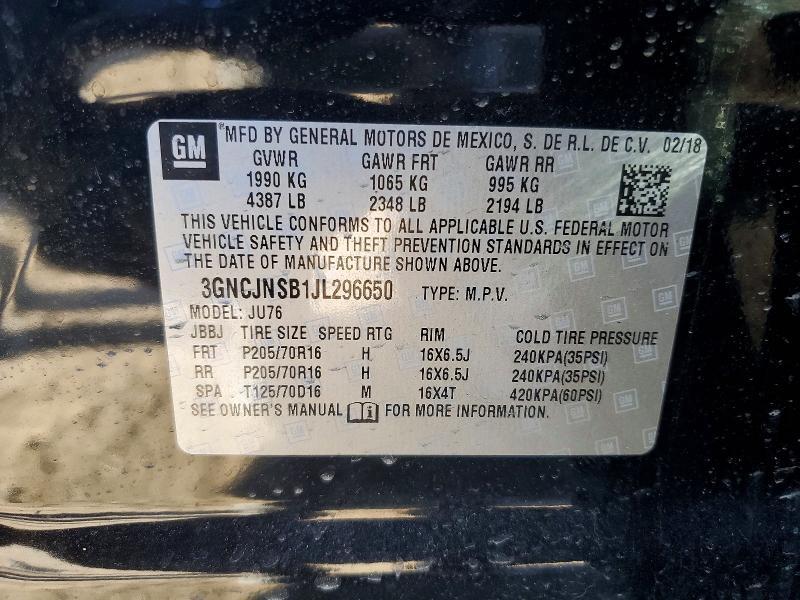 GM
®MFD BY GENERAL MOTORS DE MEXICO, S. DE R.L. DE C.V. 02/18
GVWR GAWR FRT GAWR RR
1990 KG 1065 KG 995 KG
4387 LB 2348 LB 2194 LB
THIS VEHICLE CONFORMS TO ALL APPLICABLE U.S. FEDERAL MOTOR
VEHICLE SAFETY AND THEFT PREVENTION STANDARDS IN EFFECT ON
THE DATE OF MANUFACTURE SHOWN ABOVE.
3GNCJNSB1JL296650 TYPE: M.P.V.
MODEL: JU76
JBBJ TIRE SIZE SPEED RTG RIM COLD TIRE PRESSURE
FRT P205/70R16 H 16X6.5J 240KPA(35PSI)
RR P205/70R16 H 16X6.5J 240KPA(35PSI)
SPA T125/70D16 M 16X4T 420KPA(60PSI)
SEE OWNER'S MANUAL FOR MORE INFORMATION.